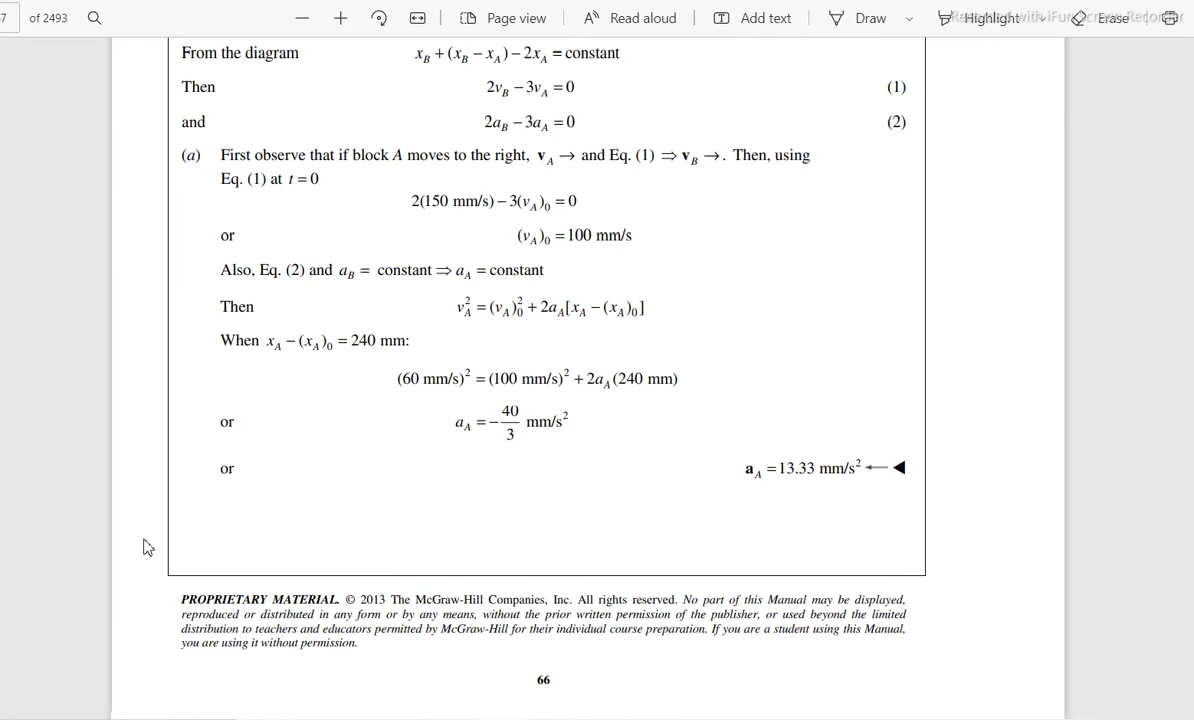 7 of 2493 Page view Read aloud Add text Draw Highlight Erase
Recorded with iFun Screen Recorder
From the diagram x_B + (x_B − x_A) − 2x_A = constant
Then 2v_B − 3v_A = 0 (1)
and 2a_B − 3a_A = 0 (2)
(a) First observe that if block A moves to the right, v_A → and Eq. (1) ⇒ v_B →. Then, using
Eq. (1) at t = 0
2(150 mm/s) − 3(v_A)_0 = 0
or (v_A)_0 = 100 mm/s
Also, Eq. (2) and a_B = constant ⇒ a_A = constant
Then v_A^2 = (v_A)_0^2 + 2a_A[x_A − (x_A)_0]
When x_A − (x_A)_0 = 240 mm:
(60 mm/s)^2 = (100 mm/s)^2 + 2a_A(240 mm)
or a_A = −40/3 mm/s^2
or a_A = 13.33 mm/s^2 ← ◀
PROPRIETARY MATERIAL. © 2013 The McGraw-Hill Companies, Inc. All rights reserved. No part of this Manual may be displayed,
reproduced or distributed in any form or by any means, without the prior written permission of the publisher, or used beyond the limited
distribution to teachers and educators permitted by McGraw-Hill for their individual course preparation. If you are a student using this Manual,
you are using it without permission.
66